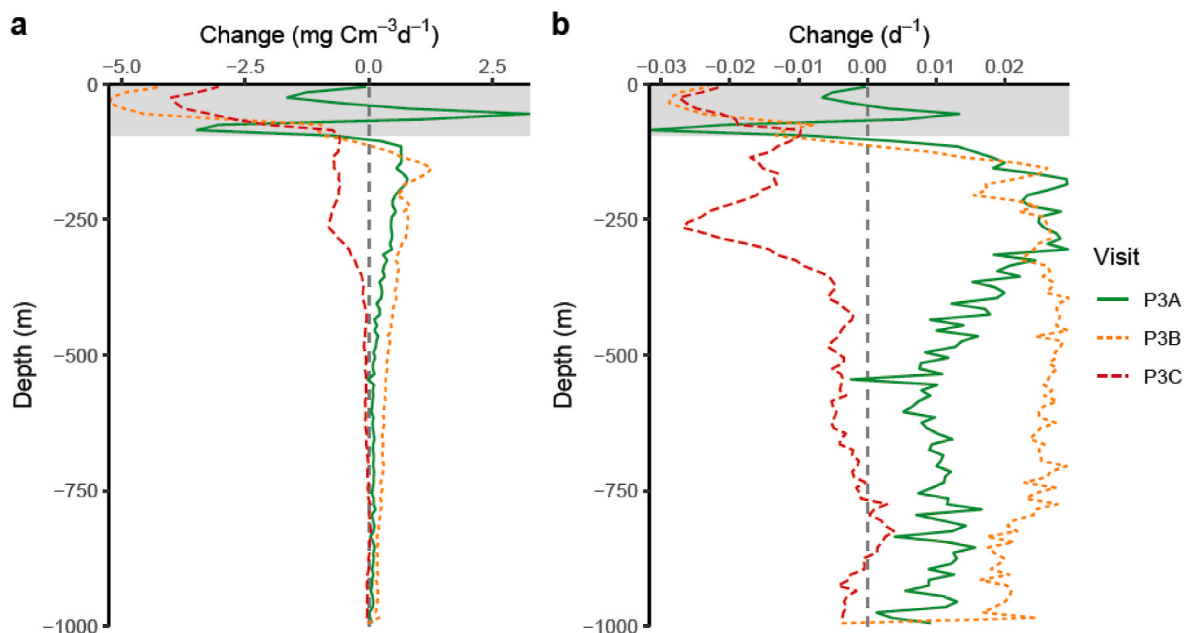 a
Change (mg Cm⁻³d⁻¹)
−5.0 −2.5 0.0 2.5
0
−250
−500
−750
−1000
Depth (m)
b
Change (d⁻¹)
−0.03 −0.02 −0.01 0.00 0.01 0.02
0
−250
−500
−750
−1000
Depth (m)
Visit
P3A
P3B
P3C